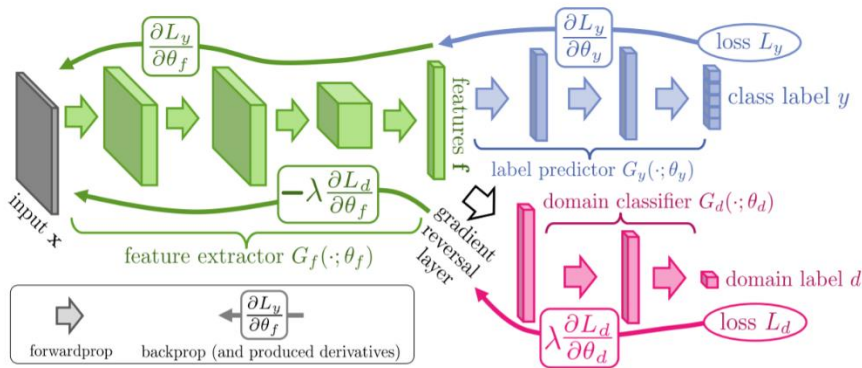 ∂L_y/∂θ_f
∂L_y/∂θ_y
loss L_y
features f
class label y
label predictor G_y(·;θ_y)
input x
−λ ∂L_d/∂θ_f
feature extractor G_f(·;θ_f)
gradient
reversal
layer
domain classifier G_d(·;θ_d)
domain label d
λ ∂L_d/∂θ_d
loss L_d
∂L_y/∂θ_f
forwardprop
backprop (and produced derivatives)